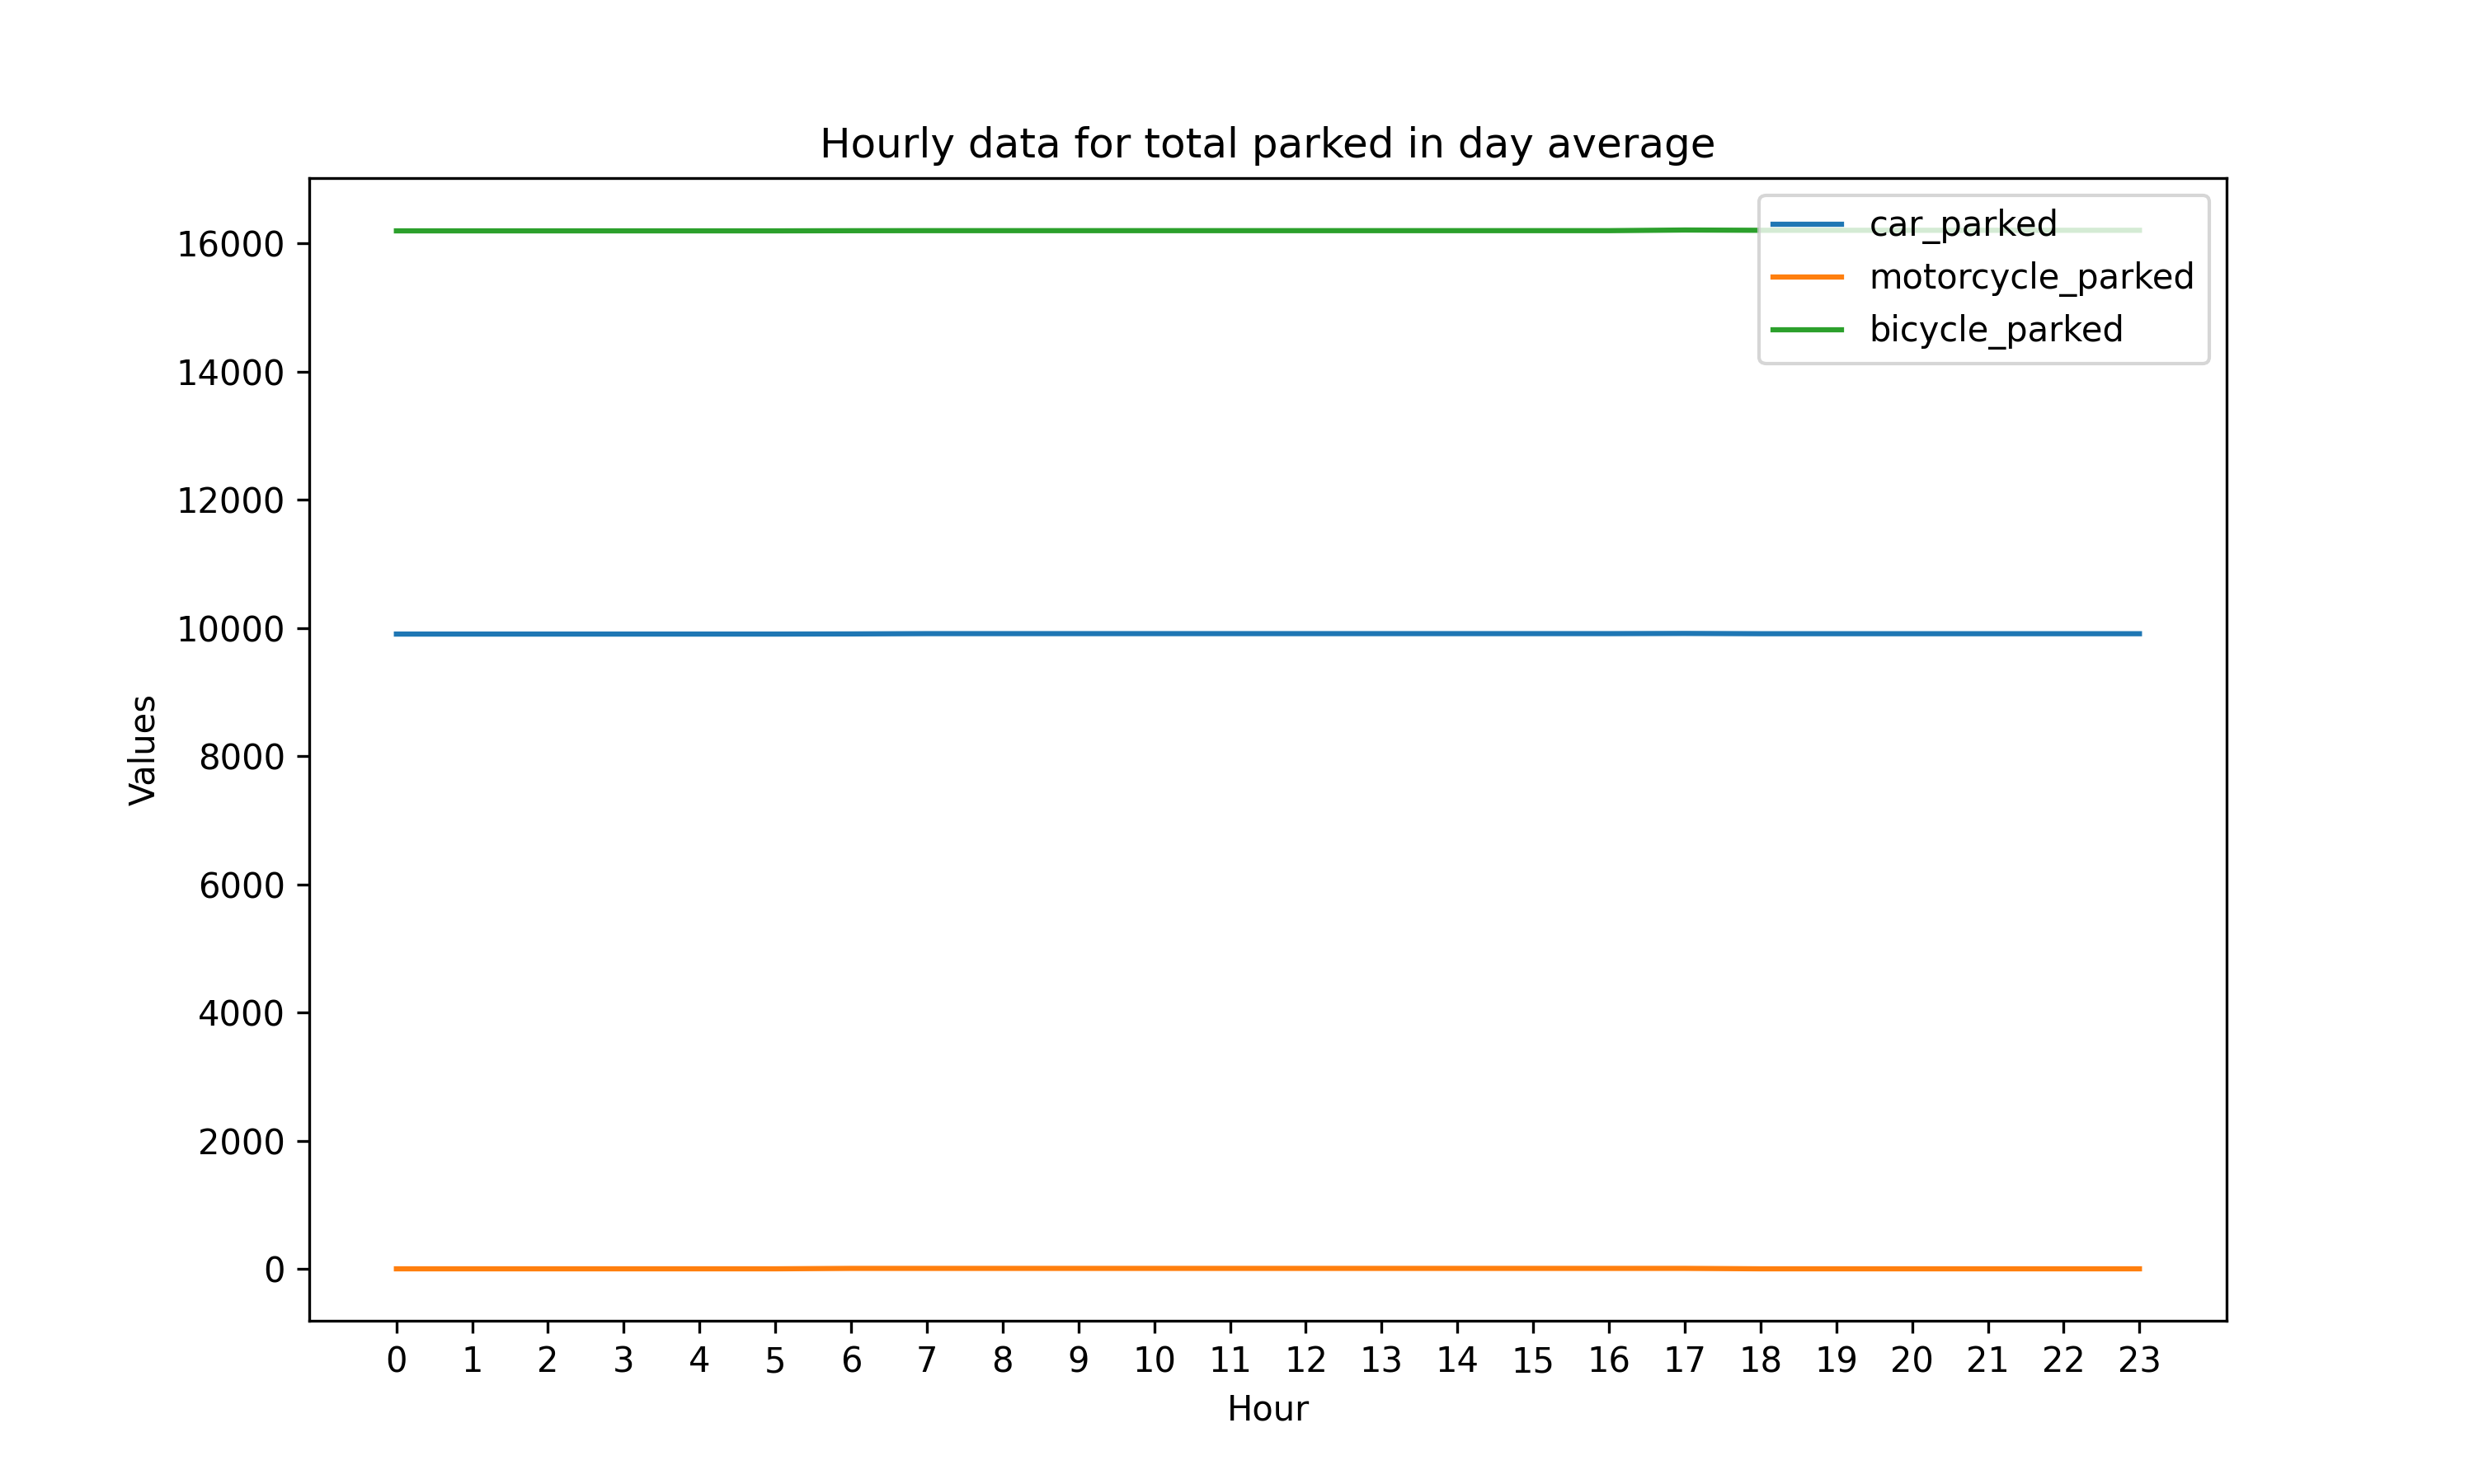 Hourly data for total parked in day average
car_parked
motorcycle_parked
bicycle_parked
16000
14000
12000
10000
8000
6000
4000
2000
0
Values
0 1 2 3 4 5 6 7 8 9 10 11 12 13 14 15 16 17 18 19 20 21 22 23
Hour